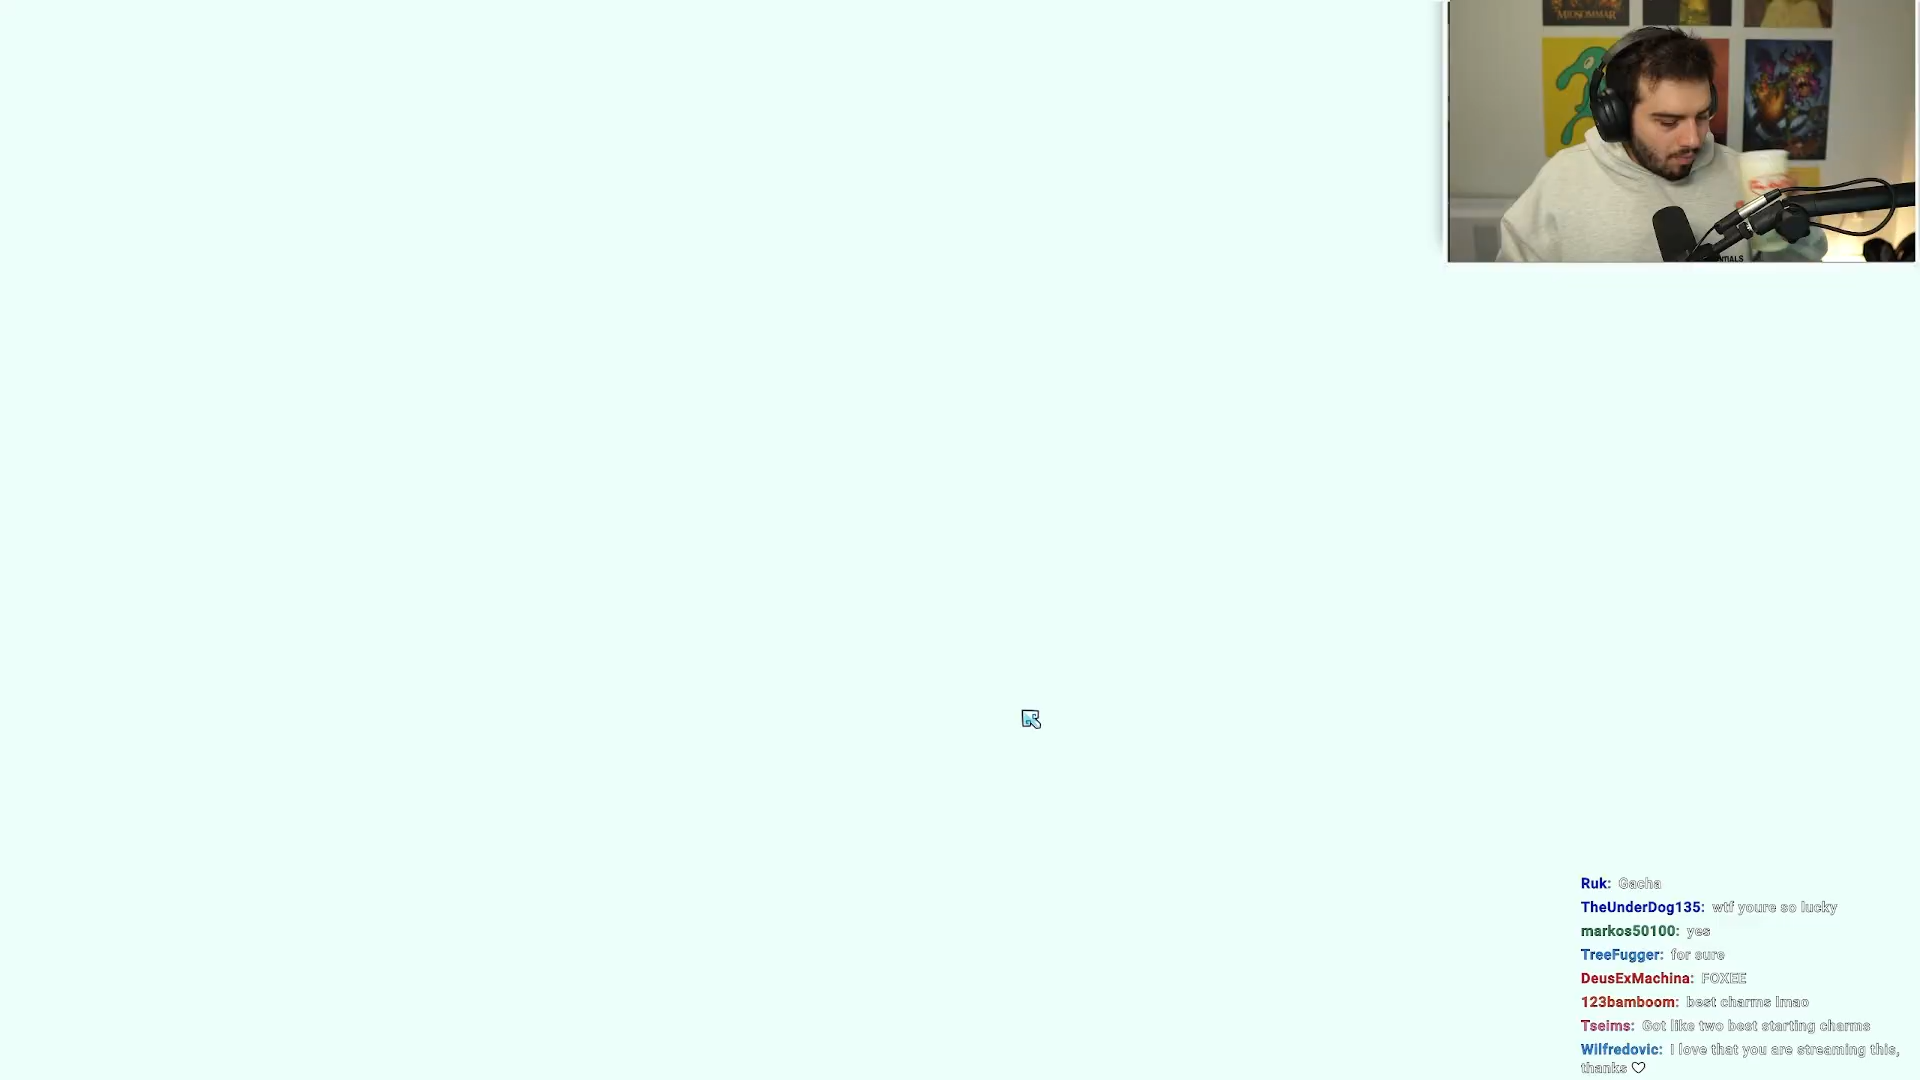 MIDSOMMAR
Ruk: Gacha
TheUnderDog135: wtf youre so lucky
markos50100: yes
TreeFugger: for sure
DeusExMachina: FOXEE
123bamboom: best charms lmao
Tseims: Got like two best starting charms
Wilfredovic: I love that you are streaming this,
thanks ♡